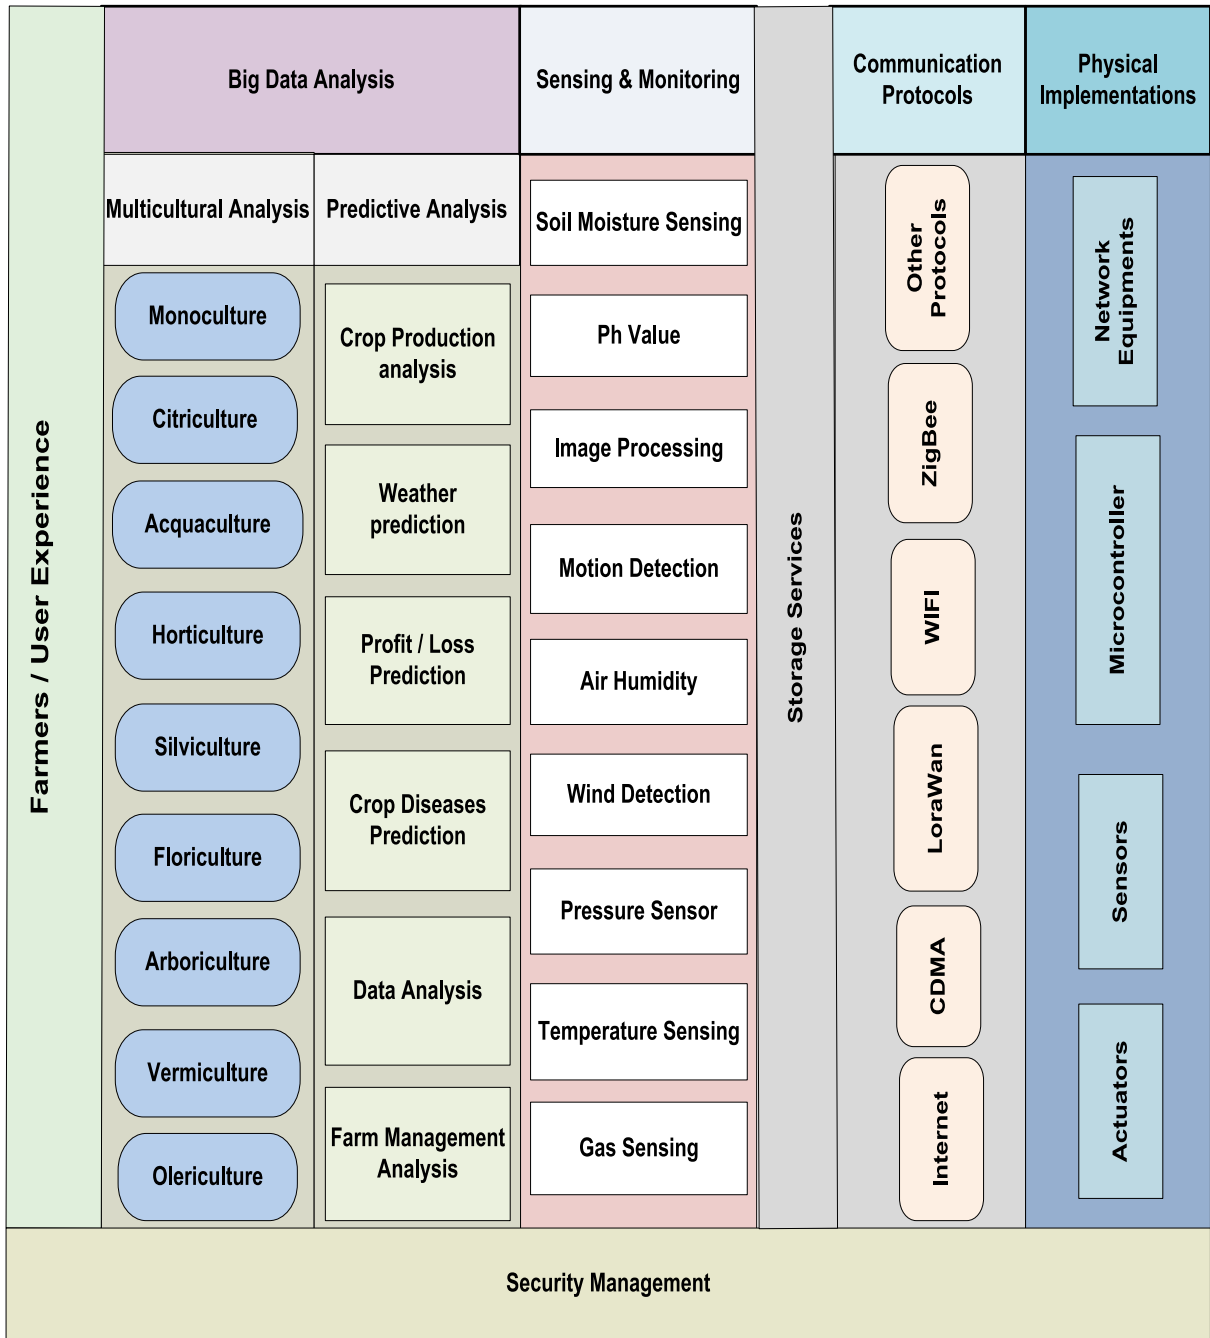 Farmers / User Experience
Big Data Analysis
Multicultural Analysis
Monoculture
Citriculture
Acquaculture
Horticulture
Silviculture
Floriculture
Arboriculture
Vermiculture
Olericulture
Predictive Analysis
Crop Production
analysis
Weather
prediction
Profit / Loss
Prediction
Crop Diseases
Prediction
Data Analysis
Farm Management
Analysis
Sensing & Monitoring
Soil Moisture Sensing
Ph Value
Image Processing
Motion Detection
Air Humidity
Wind Detection
Pressure Sensor
Temperature Sensing
Gas Sensing
Storage Services
Communication
Protocols
Other
Protocols
ZigBee
WIFI
LoraWan
CDMA
Internet
Physical
Implementations
Network
Equipments
Microcontroller
Sensors
Actuators
Security Management